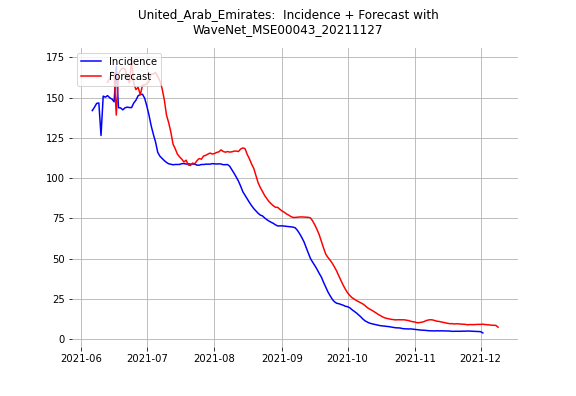 United_Arab_Emirates:  Incidence + Forecast with
WaveNet_MSE00043_20211127
Incidence
Forecast
175
150
125
100
75
50
25
0
2021-06 2021-07 2021-08 2021-09 2021-10 2021-11 2021-12